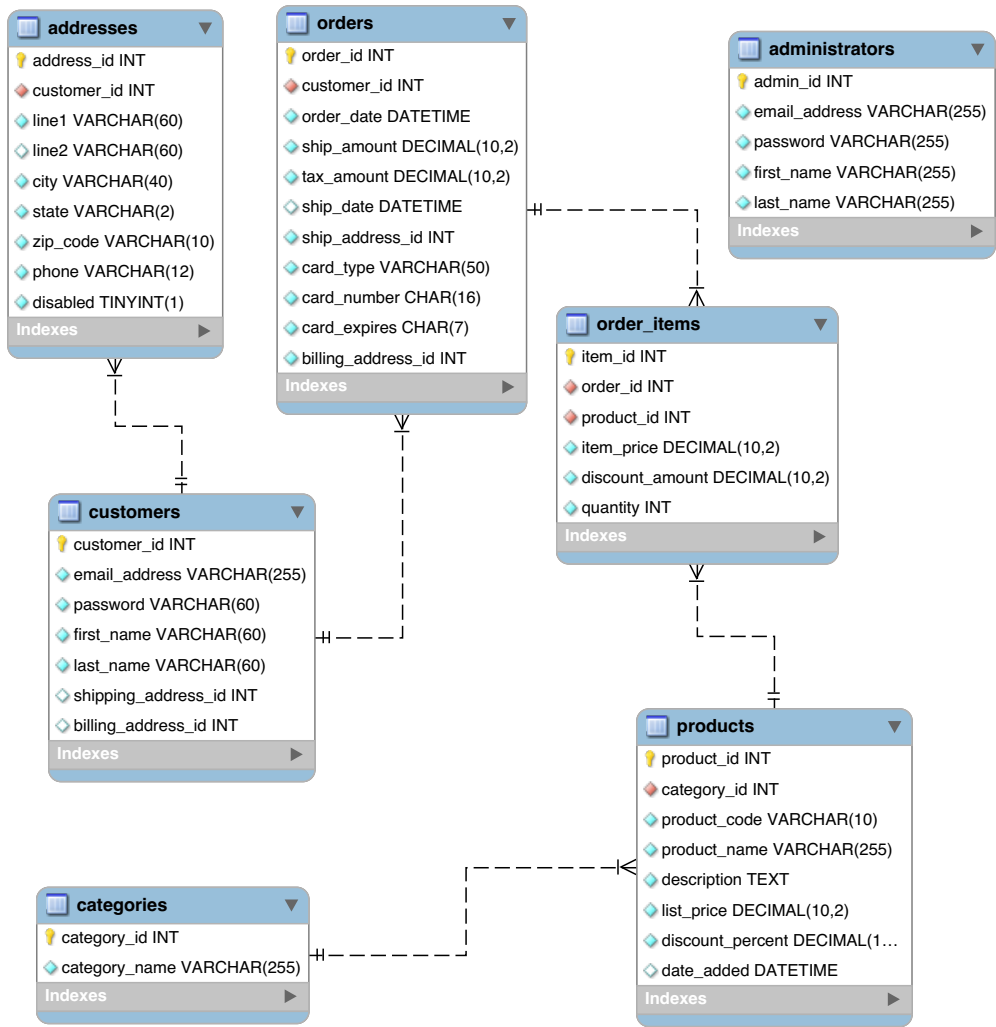 addresses
address_id INT
customer_id INT
line1 VARCHAR(60)
line2 VARCHAR(60)
city VARCHAR(40)
state VARCHAR(2)
zip_code VARCHAR(10)
phone VARCHAR(12)
disabled TINYINT(1)
Indexes
orders
order_id INT
customer_id INT
order_date DATETIME
ship_amount DECIMAL(10,2)
tax_amount DECIMAL(10,2)
ship_date DATETIME
ship_address_id INT
card_type VARCHAR(50)
card_number CHAR(16)
card_expires CHAR(7)
billing_address_id INT
Indexes
administrators
admin_id INT
email_address VARCHAR(255)
password VARCHAR(255)
first_name VARCHAR(255)
last_name VARCHAR(255)
Indexes
order_items
item_id INT
order_id INT
product_id INT
item_price DECIMAL(10,2)
discount_amount DECIMAL(10,2)
quantity INT
Indexes
customers
customer_id INT
email_address VARCHAR(255)
password VARCHAR(60)
first_name VARCHAR(60)
last_name VARCHAR(60)
shipping_address_id INT
billing_address_id INT
Indexes
products
product_id INT
category_id INT
product_code VARCHAR(10)
product_name VARCHAR(255)
description TEXT
list_price DECIMAL(10,2)
discount_percent DECIMAL(1...
date_added DATETIME
Indexes
categories
category_id INT
category_name VARCHAR(255)
Indexes